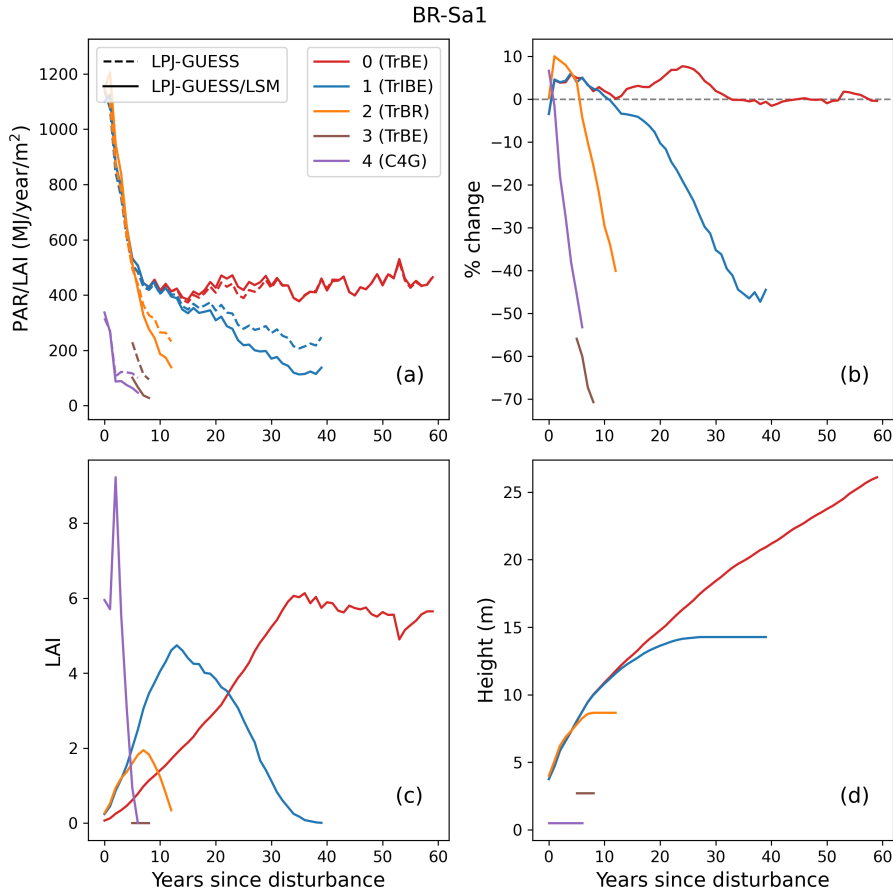 BR-Sa1
LPJ-GUESS
LPJ-GUESS/LSM
0 (TrBE)
1 (TrIBE)
2 (TrBR)
3 (TrBE)
4 (C4G)
PAR/LAI (MJ/year/m²)
1200
1000
800
600
400
200
0
0 10 20 30 40 50 60
(a)
% change
10
0
−10
−20
−30
−40
−50
−60
−70
0 10 20 30 40 50 60
(b)
LAI
8
6
4
2
0
0 10 20 30 40 50 60
Years since disturbance
(c)
Height (m)
25
20
15
10
5
0
0 10 20 30 40 50 60
Years since disturbance
(d)